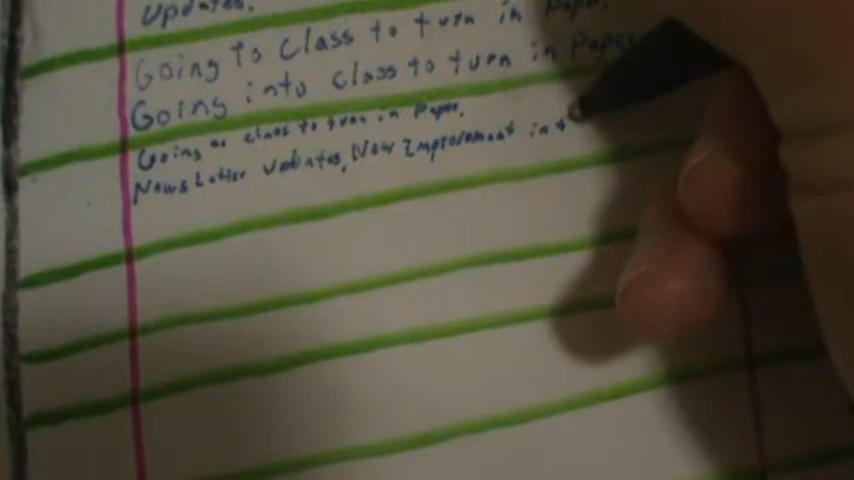 Updates.
Going to class to turn in Paper.
Going into class to turn in Paper
Going as class to turn in Paper.
News Letter Updates, New Improvement in